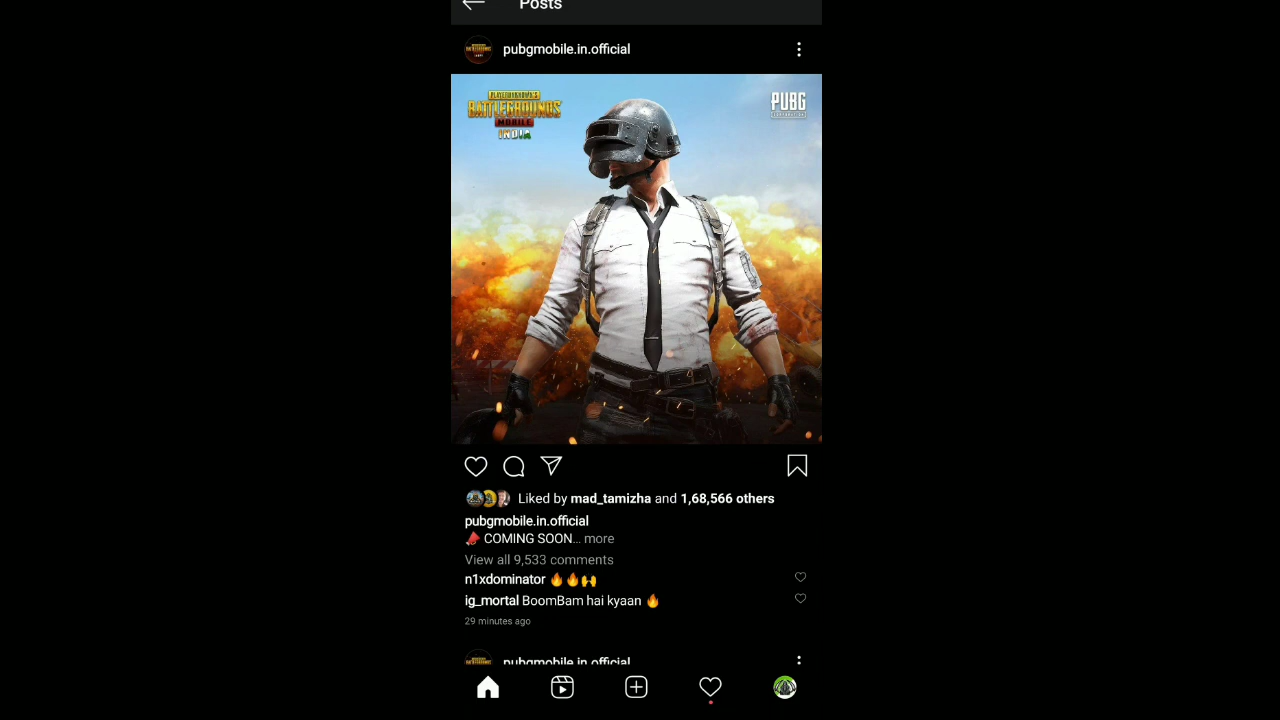 Posts
pubgmobile.in.official
PLAYERUNKNOWN'S
BATTLEGROUNDS
MOBILE
INDIA
PUBG
CORPORATION
Liked by mad_tamizha and 1,68,566 others
pubgmobile.in.official
📣 COMING SOON... more
View all 9,533 comments
n1xdominator 🔥🔥🙌
ig_mortal BoomBam hai kyaan 🔥
29 minutes ago
pubgmobile.in.official